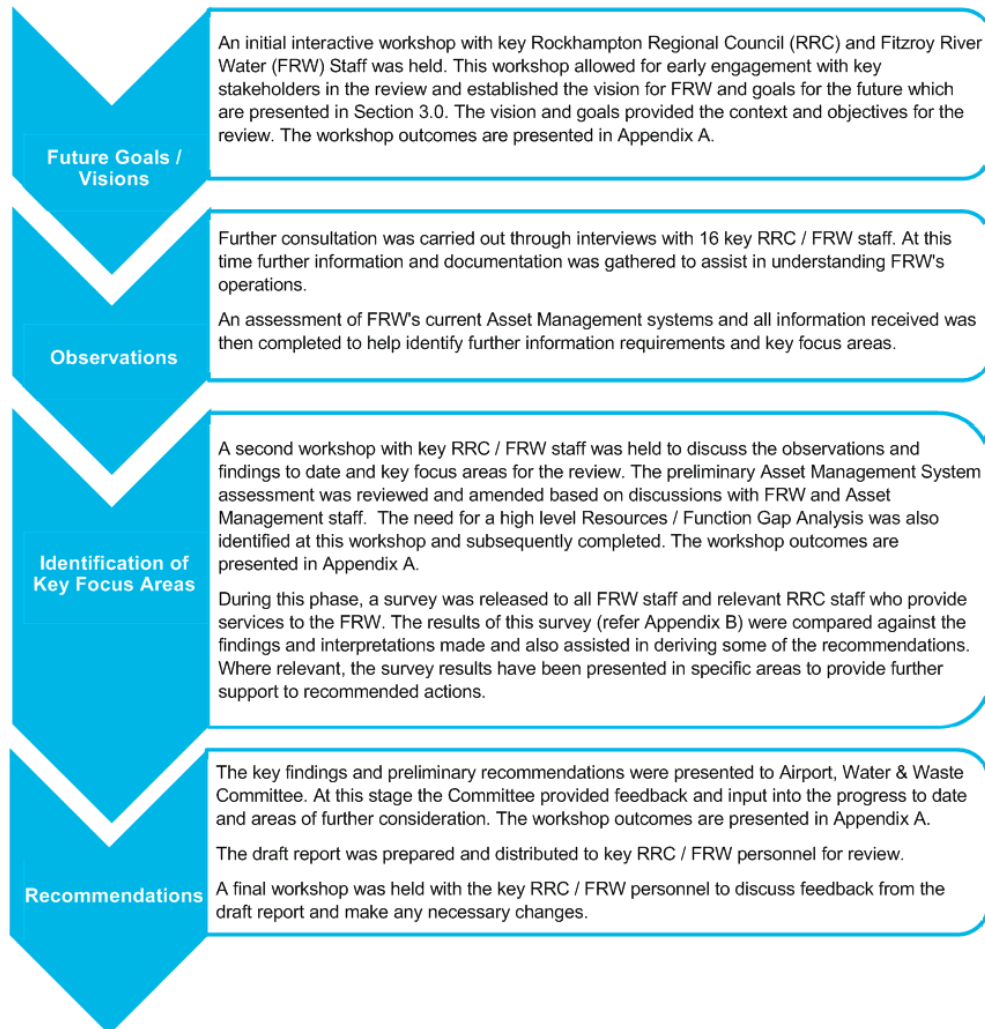 An initial interactive workshop with key Rockhampton Regional Council (RRC) and Fitzroy River
Water (FRW) Staff was held. This workshop allowed for early engagement with key
stakeholders in the review and established the vision for FRW and goals for the future which
are presented in Section 3.0. The vision and goals provided the context and objectives for the
review. The workshop outcomes are presented in Appendix A.
Future Goals /
Visions
Further consultation was carried out through interviews with 16 key RRC / FRW staff. At this
time further information and documentation was gathered to assist in understanding FRW's
operations.
An assessment of FRW's current Asset Management systems and all information received was
then completed to help identify further information requirements and key focus areas.
Observations
A second workshop with key RRC / FRW staff was held to discuss the observations and
findings to date and key focus areas for the review. The preliminary Asset Management System
assessment was reviewed and amended based on discussions with FRW and Asset
Management staff.  The need for a high level Resources / Function Gap Analysis was also
identified at this workshop and subsequently completed. The workshop outcomes are
presented in Appendix A.
Identification of
Key Focus Areas
During this phase, a survey was released to all FRW staff and relevant RRC staff who provide
services to the FRW. The results of this survey (refer Appendix B) were compared against the
findings and interpretations made and also assisted in deriving some of the recommendations.
Where relevant, the survey results have been presented in specific areas to provide further
support to recommended actions.
The key findings and preliminary recommendations were presented to Airport, Water & Waste
Committee. At this stage the Committee provided feedback and input into the progress to date
and areas of further consideration. The workshop outcomes are presented in Appendix A.
The draft report was prepared and distributed to key RRC / FRW personnel for review.
Recommendations
A final workshop was held with the key RRC / FRW personnel to discuss feedback from the
draft report and make any necessary changes.